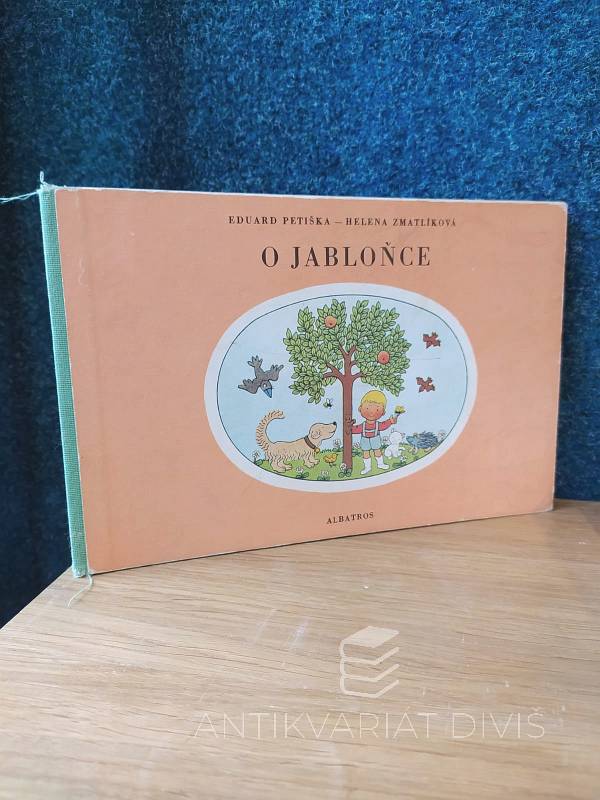 EDUARD PETIŠKA – HELENA ZMATLÍKOVÁ
O JABLOŇCE
ALBATROS
ANTIKVARIÁT DIVIŠ